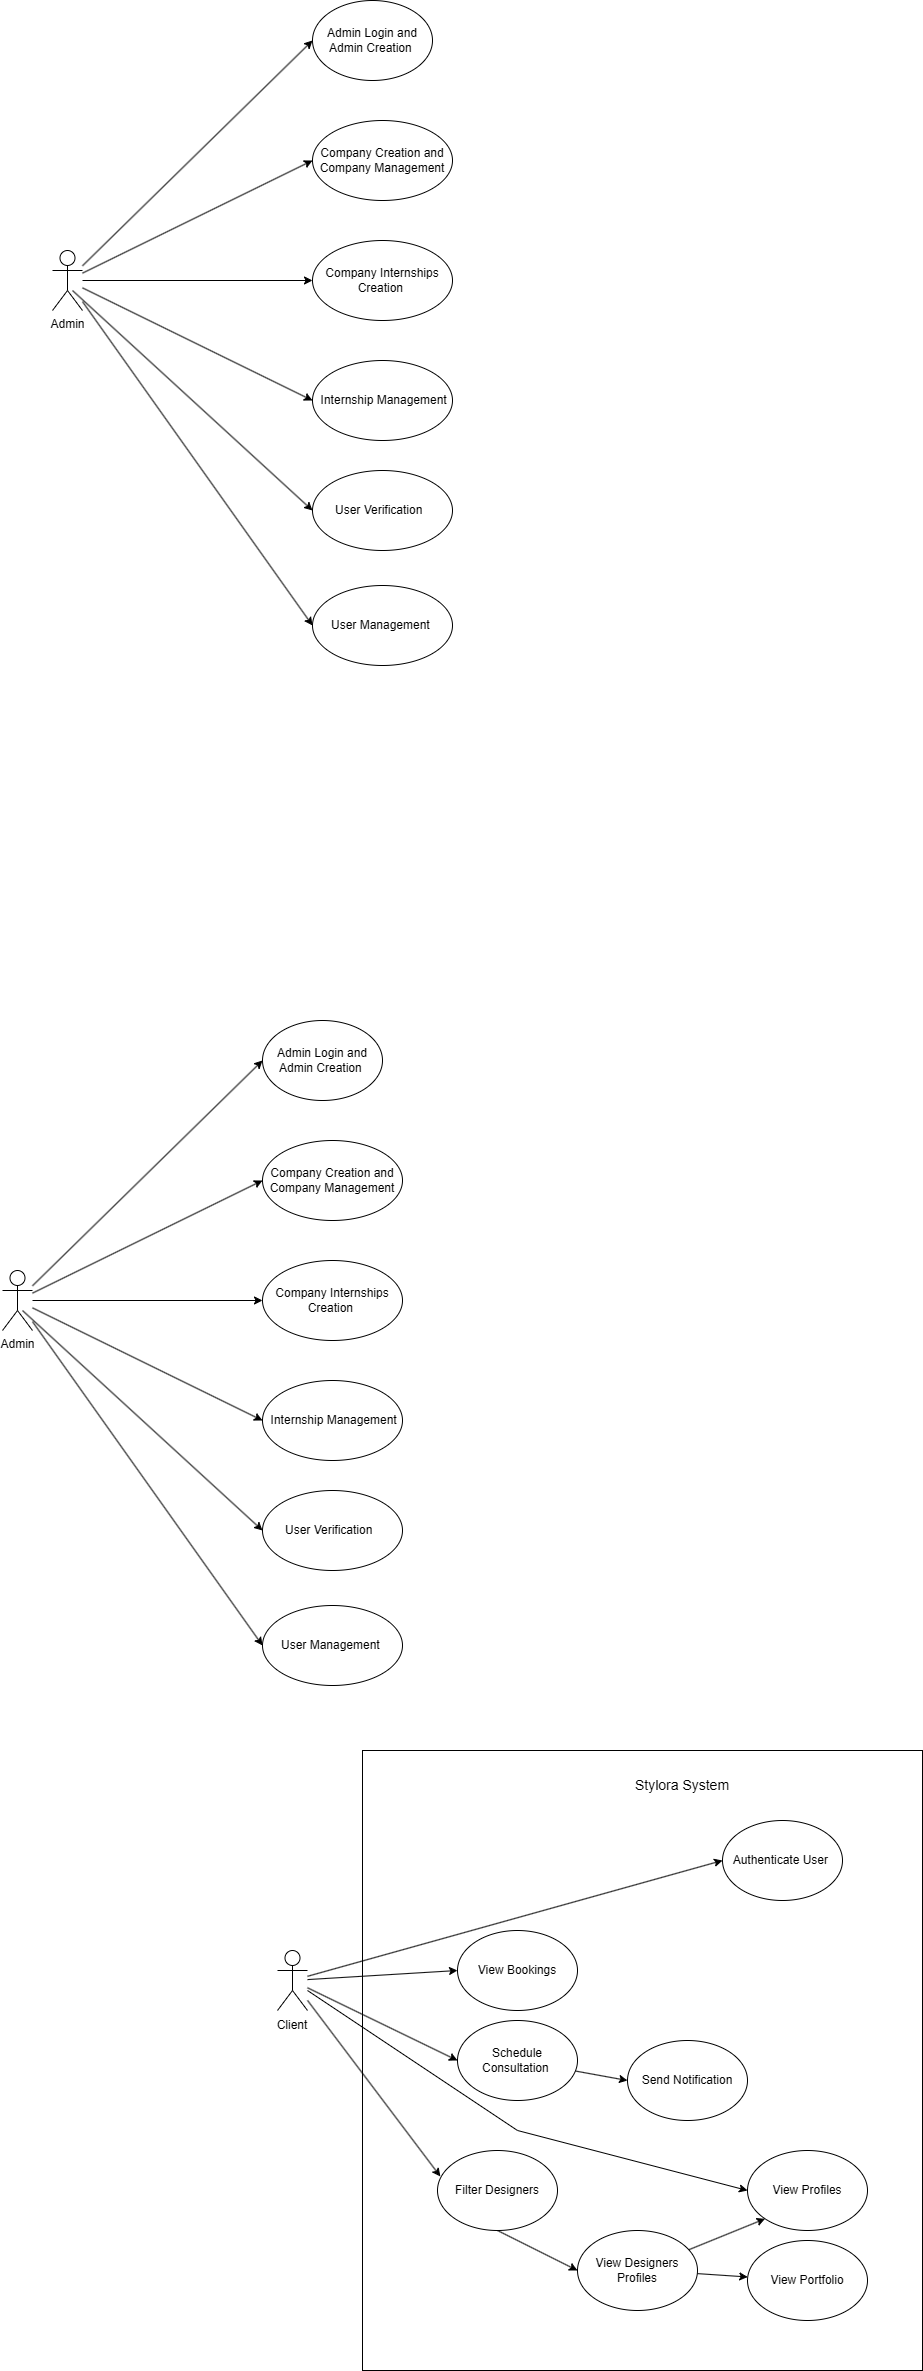 Admin Login and
Admin Creation
Company Creation and
Company Management
Company Internships
Creation
Admin
Internship Management
User Verification
User Management
Admin Login and
Admin Creation
Company Creation and
Company Management
Company Internships
Creation
Admin
Internship Management
User Verification
User Management
Stylora System
Authenticate User
View Bookings
Client
Schedule
Consultation
Send Notification
Filter Designers
View Profiles
View Designers
Profiles
View Portfolio